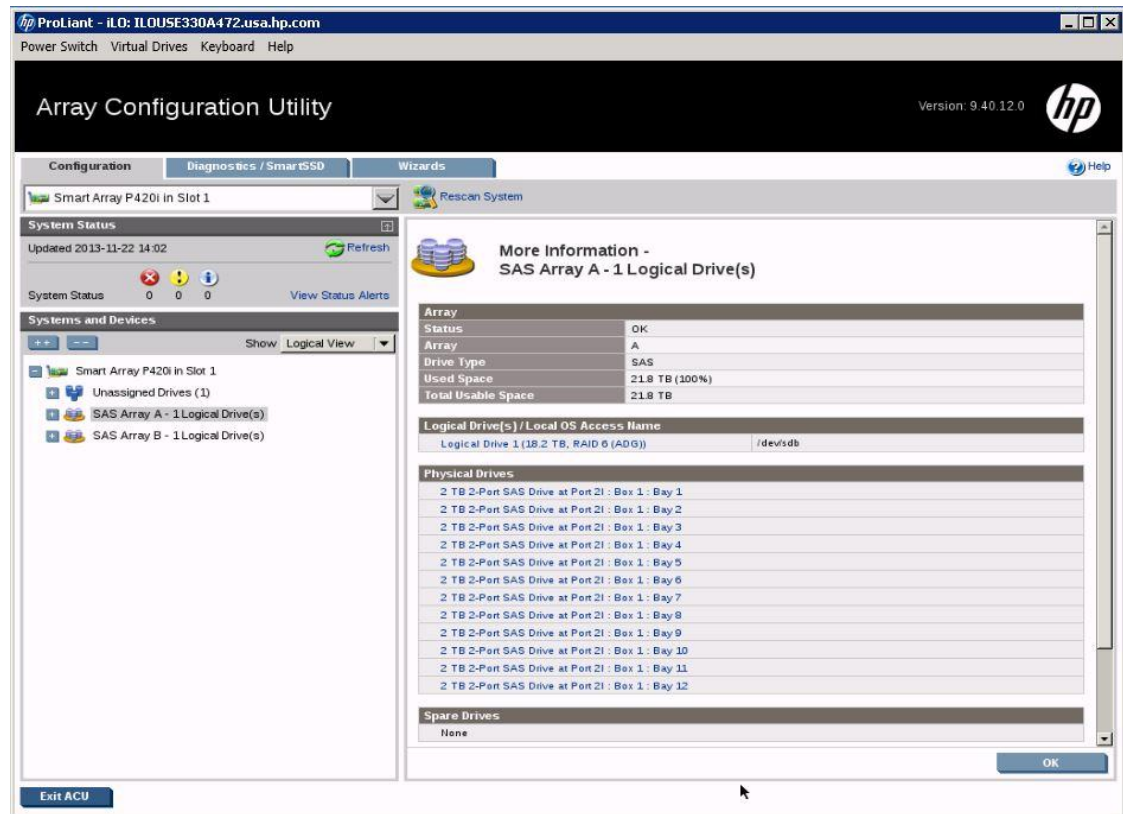 ProLiant - iLO: ILOUSE330A472.usa.hp.com
Power Switch Virtual Drives Keyboard Help
Array Configuration Utility
Version: 9.40.12.0
hp
Configuration Diagnostics / SmartSSD Wizards
Help
Smart Array P420i in Slot 1
Rescan System
System Status
Updated 2013-11-22 14:02 Refresh
System Status 0 0 0 View Status Alerts
Systems and Devices
++ -- Show Logical View
Smart Array P420i in Slot 1
Unassigned Drives (1)
SAS Array A - 1 Logical Drive(s)
SAS Array B - 1 Logical Drive(s)
More Information -
SAS Array A - 1 Logical Drive(s)
Array
Status OK
Array A
Drive Type SAS
Used Space 21.8 TB (100%)
Total Usable Space 21.8 TB
Logical Drive[s] / Local OS Access Name
Logical Drive 1 (18.2 TB, RAID 6 (ADG)) /dev/sdb
Physical Drives
2 TB 2-Port SAS Drive at Port 2I : Box 1 : Bay 1
2 TB 2-Port SAS Drive at Port 2I : Box 1 : Bay 2
2 TB 2-Port SAS Drive at Port 2I : Box 1 : Bay 3
2 TB 2-Port SAS Drive at Port 2I : Box 1 : Bay 4
2 TB 2-Port SAS Drive at Port 2I : Box 1 : Bay 5
2 TB 2-Port SAS Drive at Port 2I : Box 1 : Bay 6
2 TB 2-Port SAS Drive at Port 2I : Box 1 : Bay 7
2 TB 2-Port SAS Drive at Port 2I : Box 1 : Bay 8
2 TB 2-Port SAS Drive at Port 2I : Box 1 : Bay 9
2 TB 2-Port SAS Drive at Port 2I : Box 1 : Bay 10
2 TB 2-Port SAS Drive at Port 2I : Box 1 : Bay 11
2 TB 2-Port SAS Drive at Port 2I : Box 1 : Bay 12
Spare Drives
None
OK
Exit ACU